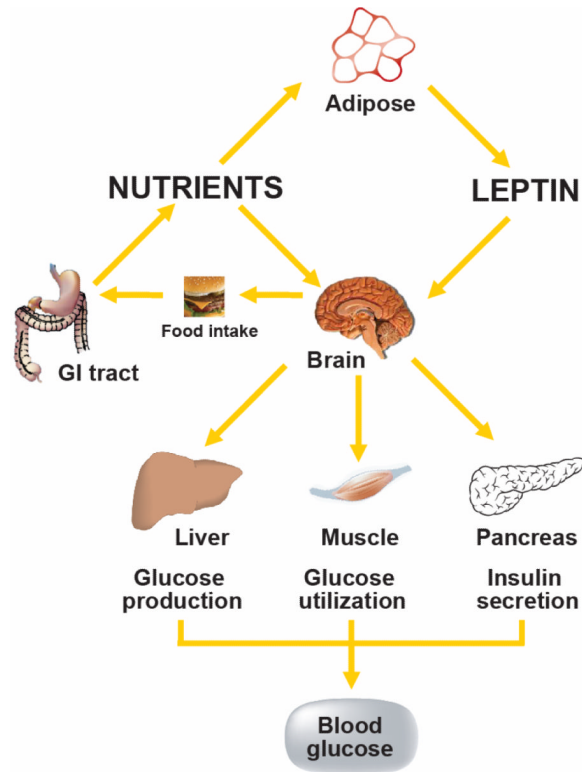 Adipose
NUTRIENTS
LEPTIN
Food intake
GI tract
Brain
Liver
Muscle
Pancreas
Glucose
production
Glucose
utilization
Insulin
secretion
Blood
glucose